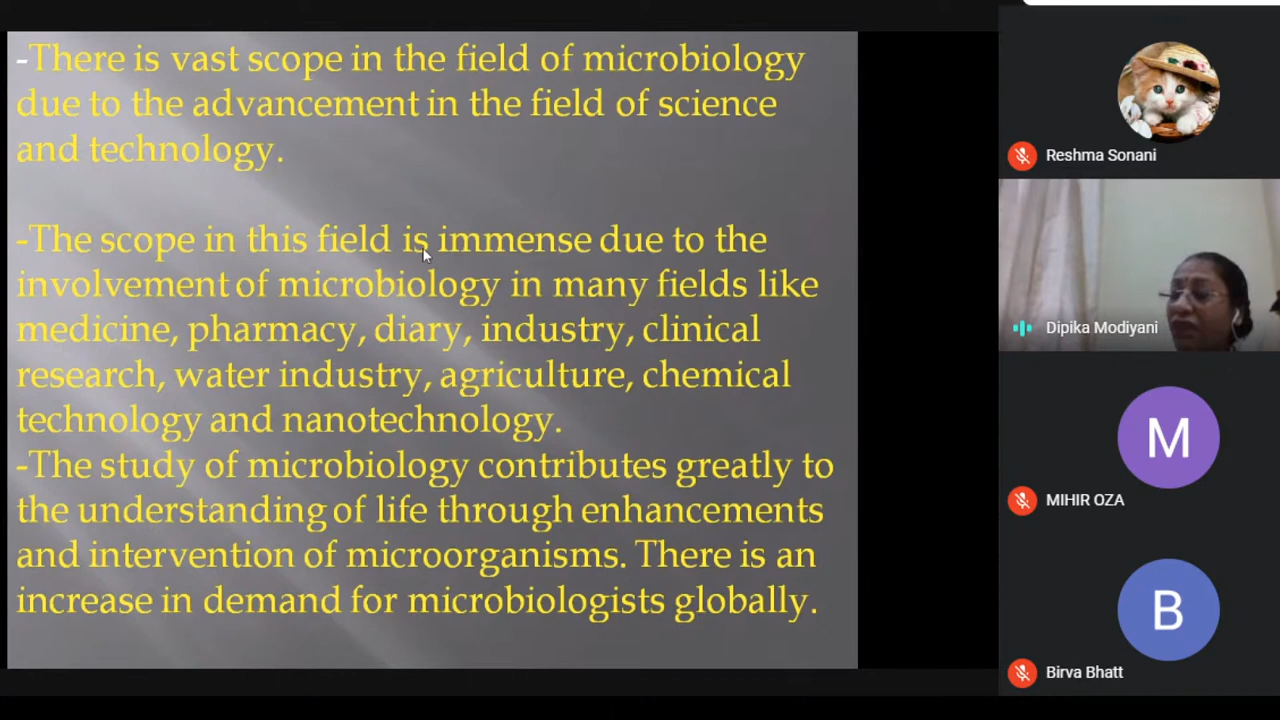 -There is vast scope in the field of microbiology
due to the advancement in the field of science
and technology.
-The scope in this field is immense due to the
involvement of microbiology in many fields like
medicine, pharmacy, diary, industry, clinical
research, water industry, agriculture, chemical
technology and nanotechnology.
-The study of microbiology contributes greatly to
the understanding of life through enhancements
and intervention of microorganisms. There is an
increase in demand for microbiologists globally.
Reshma Sonani
Dipika Modiyani
M
MIHIR OZA
B
Birva Bhatt